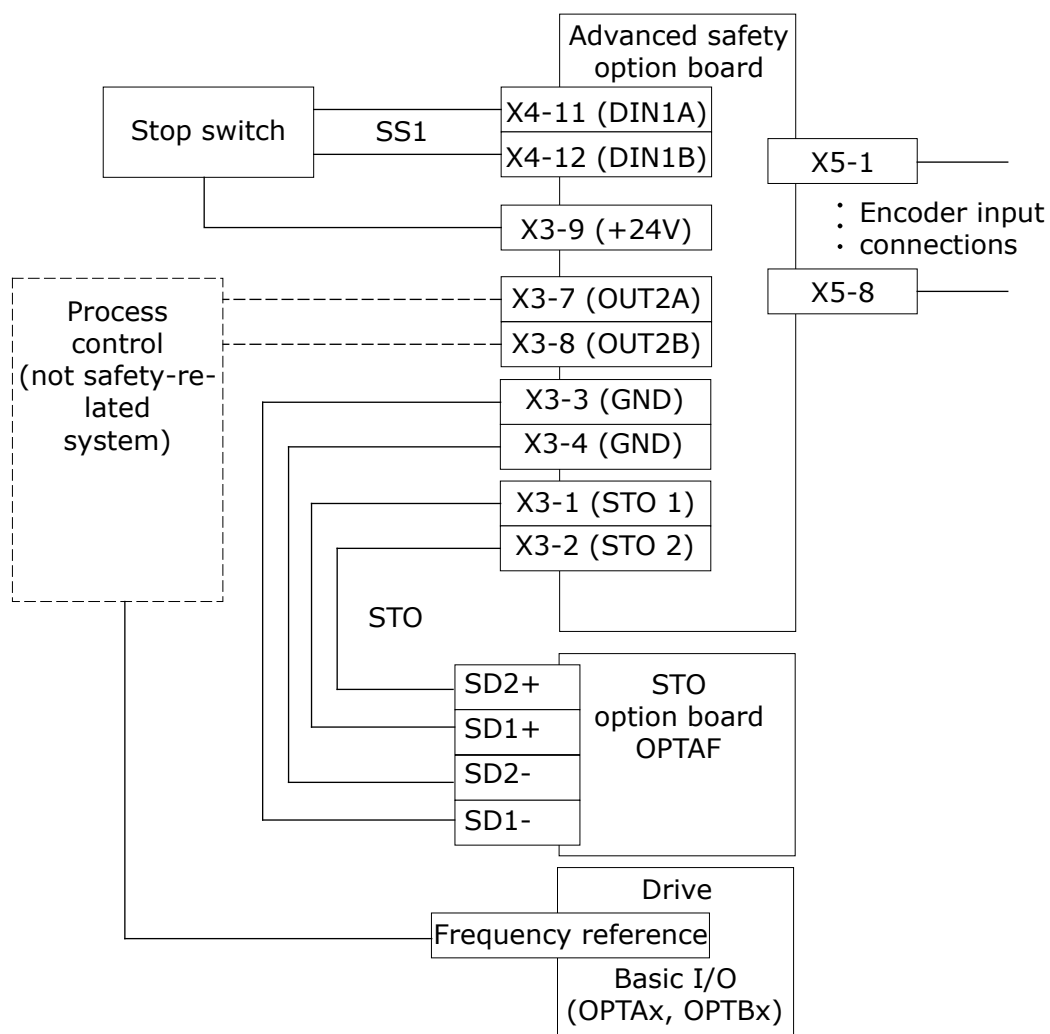 Advanced safety
option board
Stop switch
SS1
X4-11 (DIN1A)
X4-12 (DIN1B)
X3-9 (+24V)
X5-1
: Encoder input
: connections
X5-8
Process
control
(not safety-re-
lated
system)
X3-7 (OUT2A)
X3-8 (OUT2B)
X3-3 (GND)
X3-4 (GND)
X3-1 (STO 1)
X3-2 (STO 2)
STO
SD2+
SD1+
SD2-
SD1-
STO
option board
OPTAF
Drive
Frequency reference
Basic I/O
(OPTAx, OPTBx)